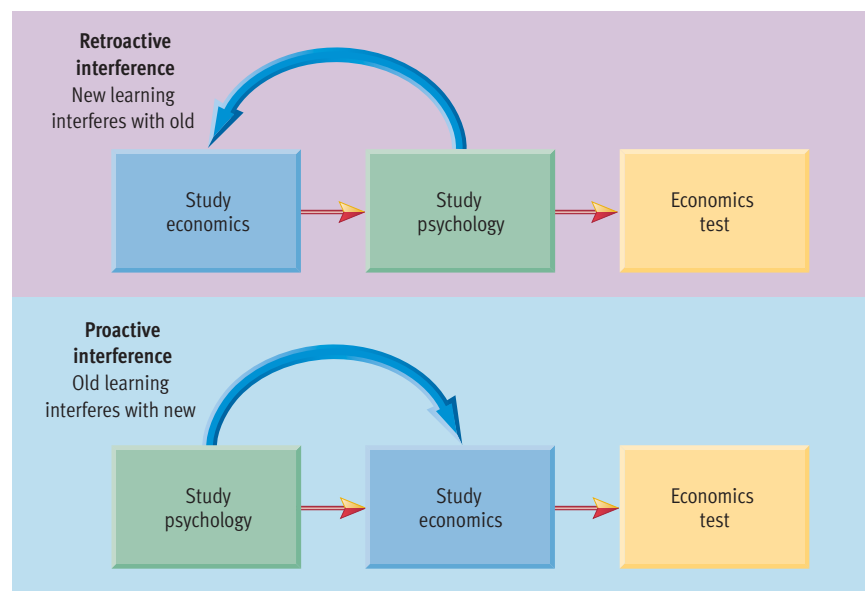 Retroactive
interference
New learning
interferes with old
Study
economics
Study
psychology
Economics
test
Proactive
interference
Old learning
interferes with new
Study
psychology
Study
economics
Economics
test